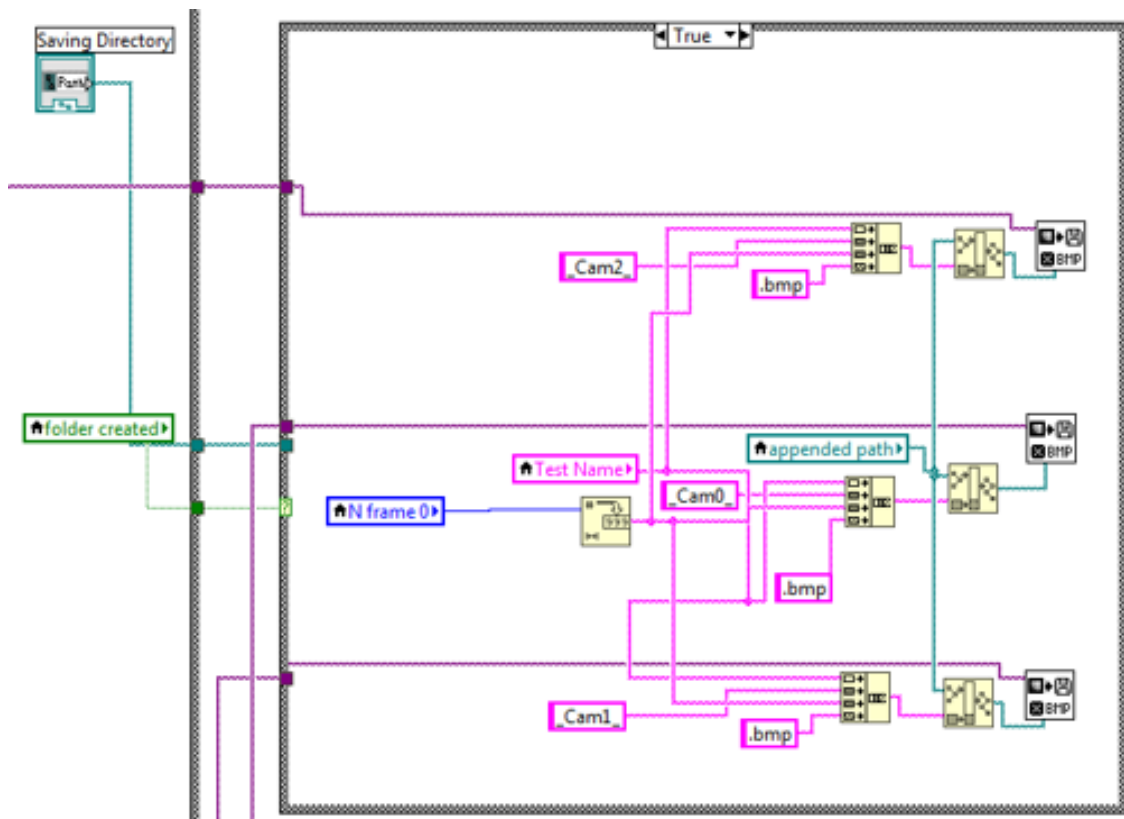 Saving Directory
Path
True
_Cam2_
.bmp
BMP
folder created
appended path
BMP
Test Name
_Cam0_
N frame 0
.bmp
BMP
_Cam1_
.bmp